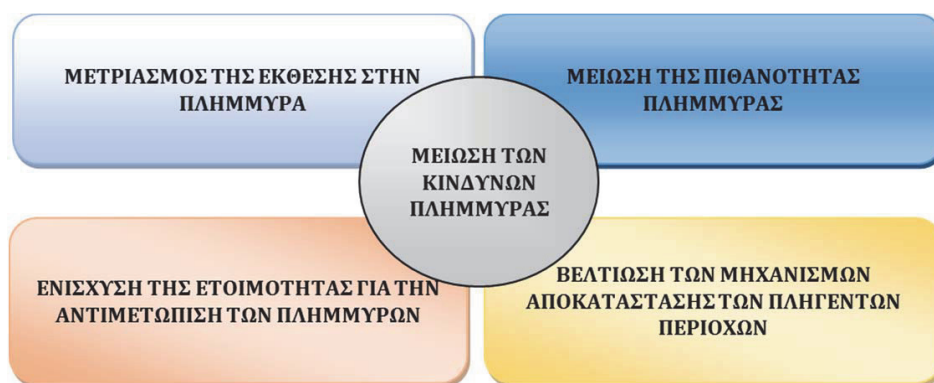 ΜΕΤΡΙΑΣΜΟΣ ΤΗΣ ΕΚΘΕΣΗΣ ΣΤΗΝ
ΠΛΗΜΜΥΡΑ
ΜΕΙΩΣΗ ΤΗΣ ΠΙΘΑΝΟΤΗΤΑΣ
ΠΛΗΜΜΥΡΑΣ
ΜΕΙΩΣΗ ΤΩΝ
ΚΙΝΔΥΝΩΝ
ΠΛΗΜΜΥΡΑΣ
ΕΝΙΣΧΥΣΗ ΤΗΣ ΕΤΟΙΜΟΤΗΤΑΣ ΓΙΑ ΤΗΝ
ΑΝΤΙΜΕΤΩΠΙΣΗ ΤΩΝ ΠΛΗΜΜΥΡΩΝ
ΒΕΛΤΙΩΣΗ ΤΩΝ ΜΗΧΑΝΙΣΜΩΝ
ΑΠΟΚΑΤΑΣΤΑΣΗΣ ΤΩΝ ΠΛΗΓΕΝΤΩΝ
ΠΕΡΙΟΧΩΝ